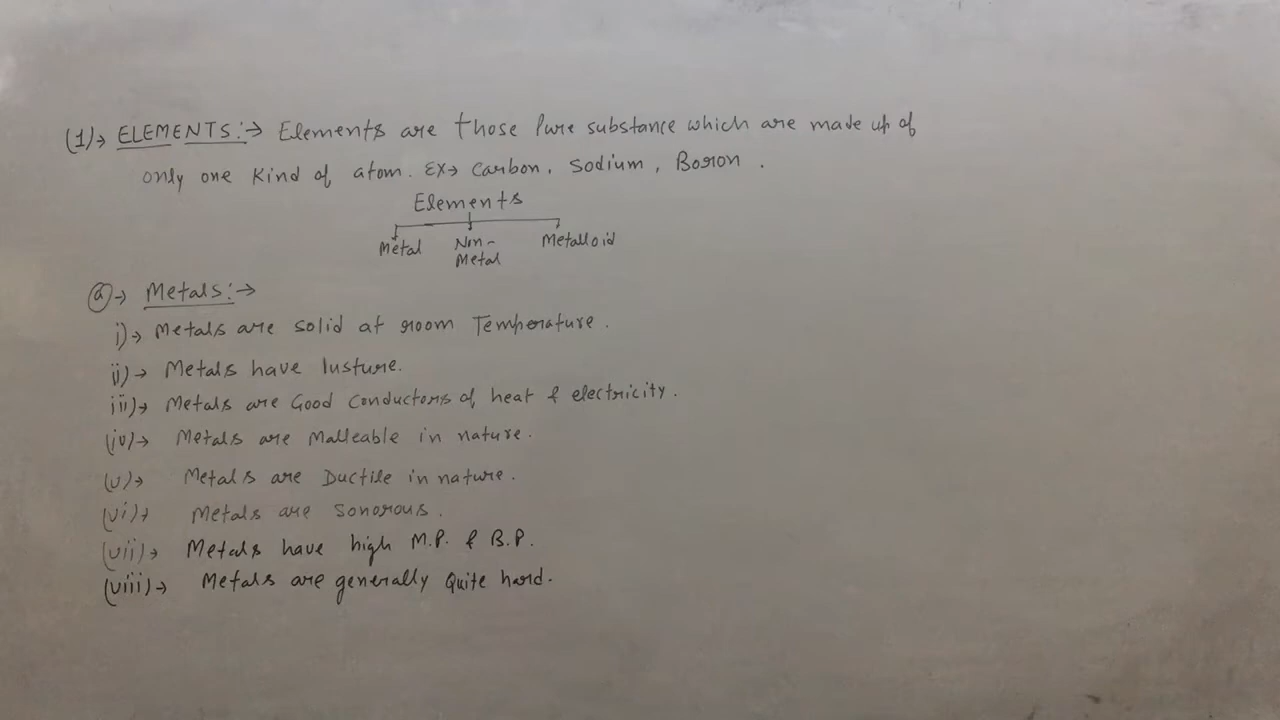 (1)→ ELEMENTS:→ Elements are those Pure substance which are made up of
only one Kind of atom. Ex→ Carbon, Sodium, Boron.
Elements
Metal Non-Metal Metalloid
(a)→ Metals:→
i)→ Metals are solid at room Temperature.
ii)→ Metals have lusture.
iii)→ Metals are Good Conductors of heat & electricity.
(iv)→ Metals are Malleable in nature.
(v)→ Metals are Ductile in nature.
(vi)→ Metals are Sonorous.
(vii)→ Metals have high M.P. & B.P.
(viii)→ Metals are generally Quite hard.